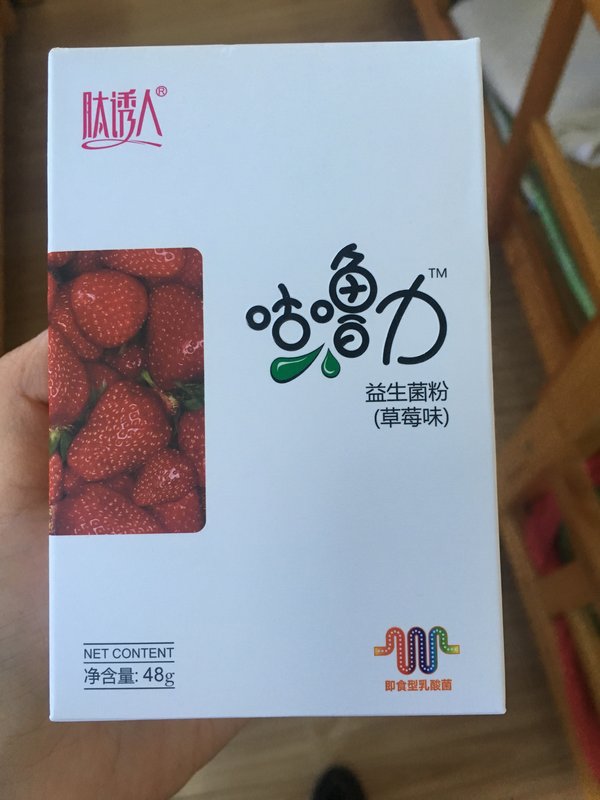 肽诱人®
咕噜力™
益生菌粉
(草莓味)
NET CONTENT
净含量: 48g
即食型乳酸菌